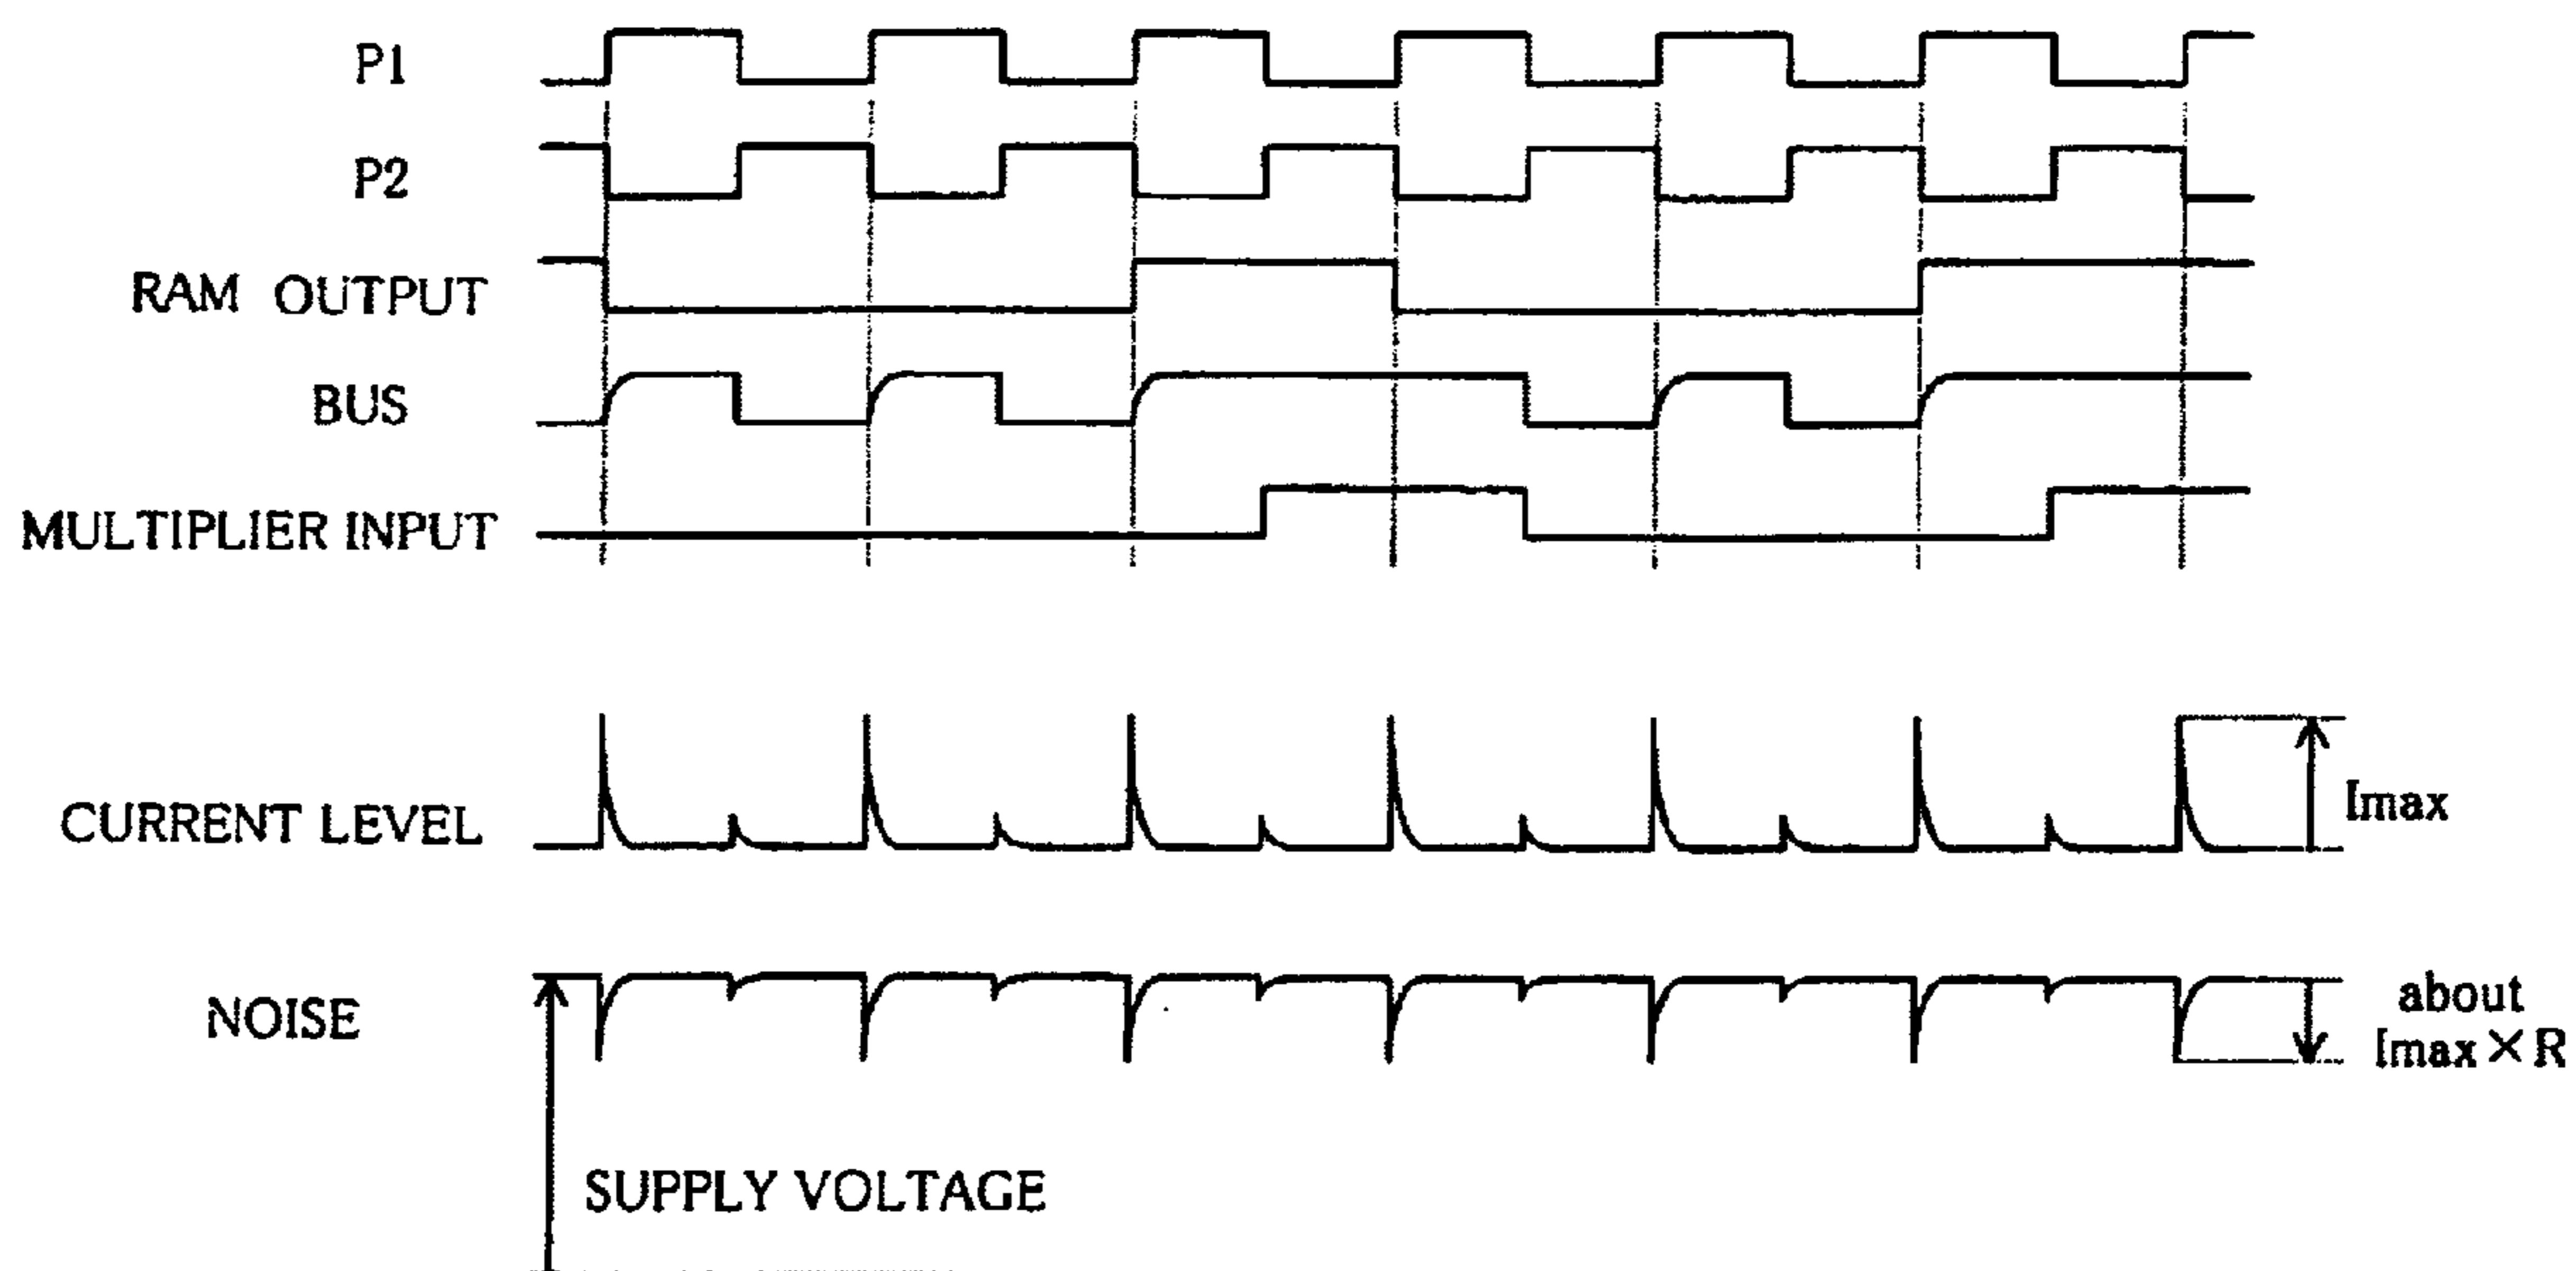 P1
P2
RAM OUTPUT
BUS
MULTIPLIER INPUT
CURRENT LEVEL
Imax
NOISE
about
Imax×R
SUPPLY VOLTAGE